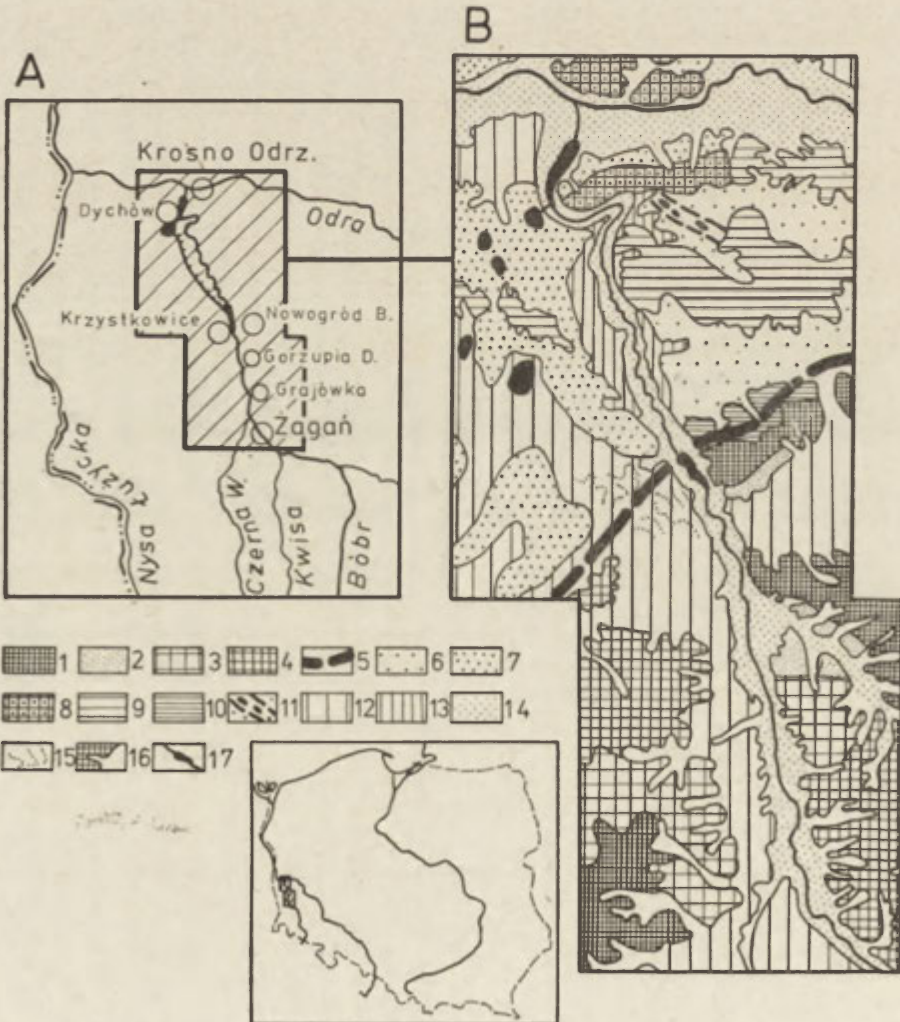 A
B
Krosno Odrz.
Dychów
Odra
Krzystkowice
Nowogród B.
Gorzupia D.
Grajówka
Żagań
Nysa Łużycka
Czerna W.
Kwisa
Bóbr
1 2 3 4 5 6 7
8 9 10 11 12 13 14
15 16 17